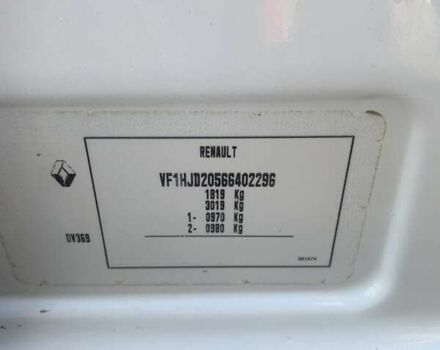 RENAULT
VF1HJD20566402296
1819 Kg
3019 Kg
1- 0970 Kg
2- 0980 Kg
DV369